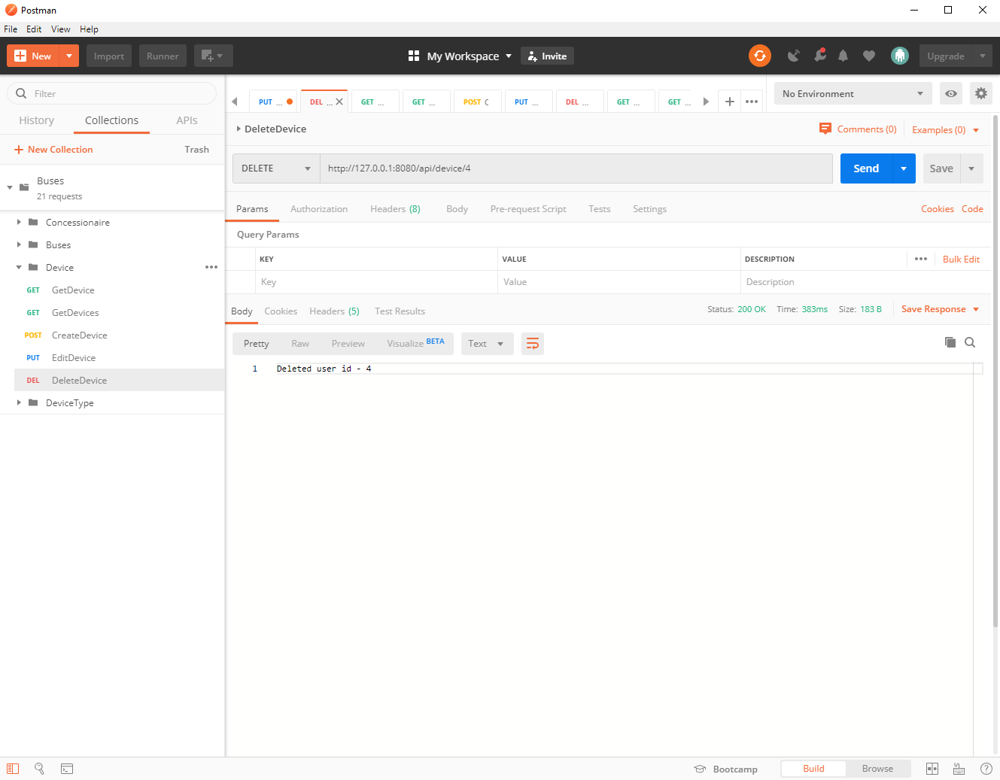 Postman
File Edit View Help
New Import Runner My Workspace Invite Upgrade
Filter
History Collections APIs
New Collection Trash
Buses
21 requests
Concessionaire
Buses
Device
GET GetDevice
GET GetDevices
POST CreateDevice
PUT EditDevice
DEL DeleteDevice
DeviceType
PUT ... DEL ... GET ... GET ... POST C PUT ... DEL ... GET ... GET ... No Environment
DeleteDevice Comments (0) Examples (0)
DELETE http://127.0.0.1:8080/api/device/4 Send Save
Params Authorization Headers (8) Body Pre-request Script Tests Settings Cookies Code
Query Params
KEY VALUE DESCRIPTION Bulk Edit
Key Value Description
Body Cookies Headers (5) Test Results Status: 200 OK Time: 383ms Size: 183 B Save Response
Pretty Raw Preview Visualize BETA Text
1 Deleted user id - 4
Bootcamp Build Browse